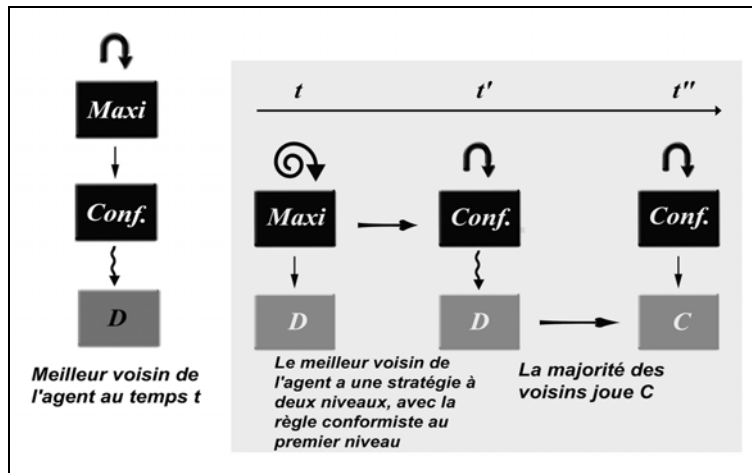 Maxi
Conf.
D
Meilleur voisin de
l'agent au temps t
t t' t"
Maxi Conf. Conf.
D D C
Le meilleur voisin de
l'agent a une stratégie à
deux niveaux, avec la
règle conformiste au
premier niveau
La majorité des
voisins joue C